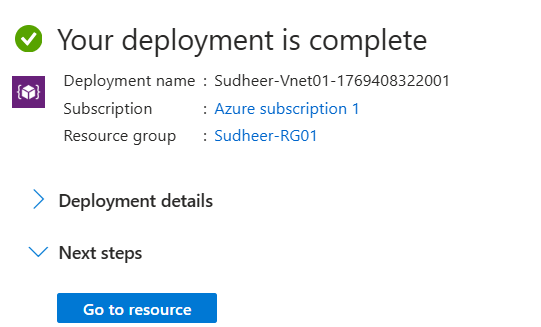 Your deployment is complete
Deployment name : Sudheer-Vnet01-1769408322001
Subscription : Azure subscription 1
Resource group : Sudheer-RG01
Deployment details
Next steps
Go to resource